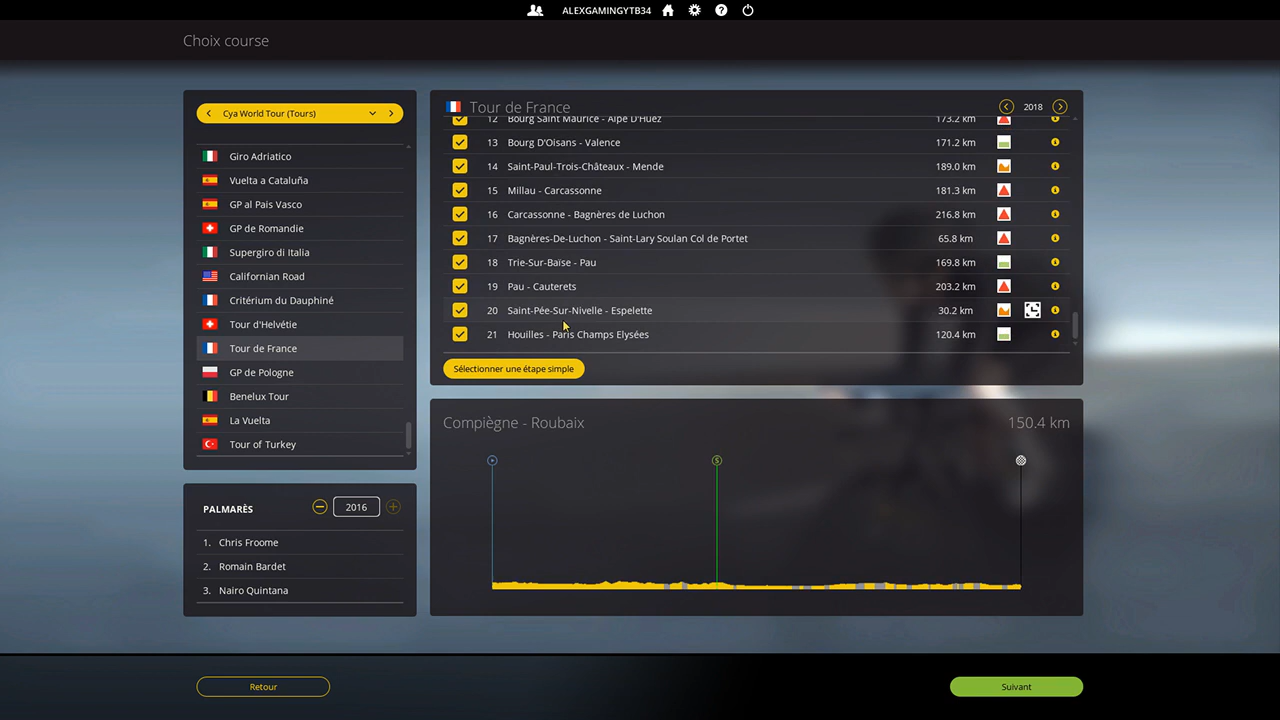 ALEXGAMINGYTB34
Choix course
Cya World Tour (Tours)
Giro Adriatico
Vuelta a Cataluña
GP al Pais Vasco
GP de Romandie
Supergiro di Italia
Californian Road
Critérium du Dauphiné
Tour d'Helvétie
Tour de France
GP de Pologne
Benelux Tour
La Vuelta
Tour of Turkey
PALMARÈS 2016
1. Chris Froome
2. Romain Bardet
3. Nairo Quintana
Tour de France 2018
12 Bourg Saint Maurice - Alpe D'Huez 173.2 km
13 Bourg D'Oisans - Valence 171.2 km
14 Saint-Paul-Trois-Châteaux - Mende 189.0 km
15 Millau - Carcassonne 181.3 km
16 Carcassonne - Bagnères de Luchon 216.8 km
17 Bagnères-De-Luchon - Saint-Lary Soulan Col de Portet 65.8 km
18 Trie-Sur-Baïse - Pau 169.8 km
19 Pau - Cauterets 203.2 km
20 Saint-Pée-Sur-Nivelle - Espelette 30.2 km
21 Houilles - Paris Champs Elysées 120.4 km
Sélectionner une étape simple
Compiègne - Roubaix 150.4 km
S
Retour
Suivant